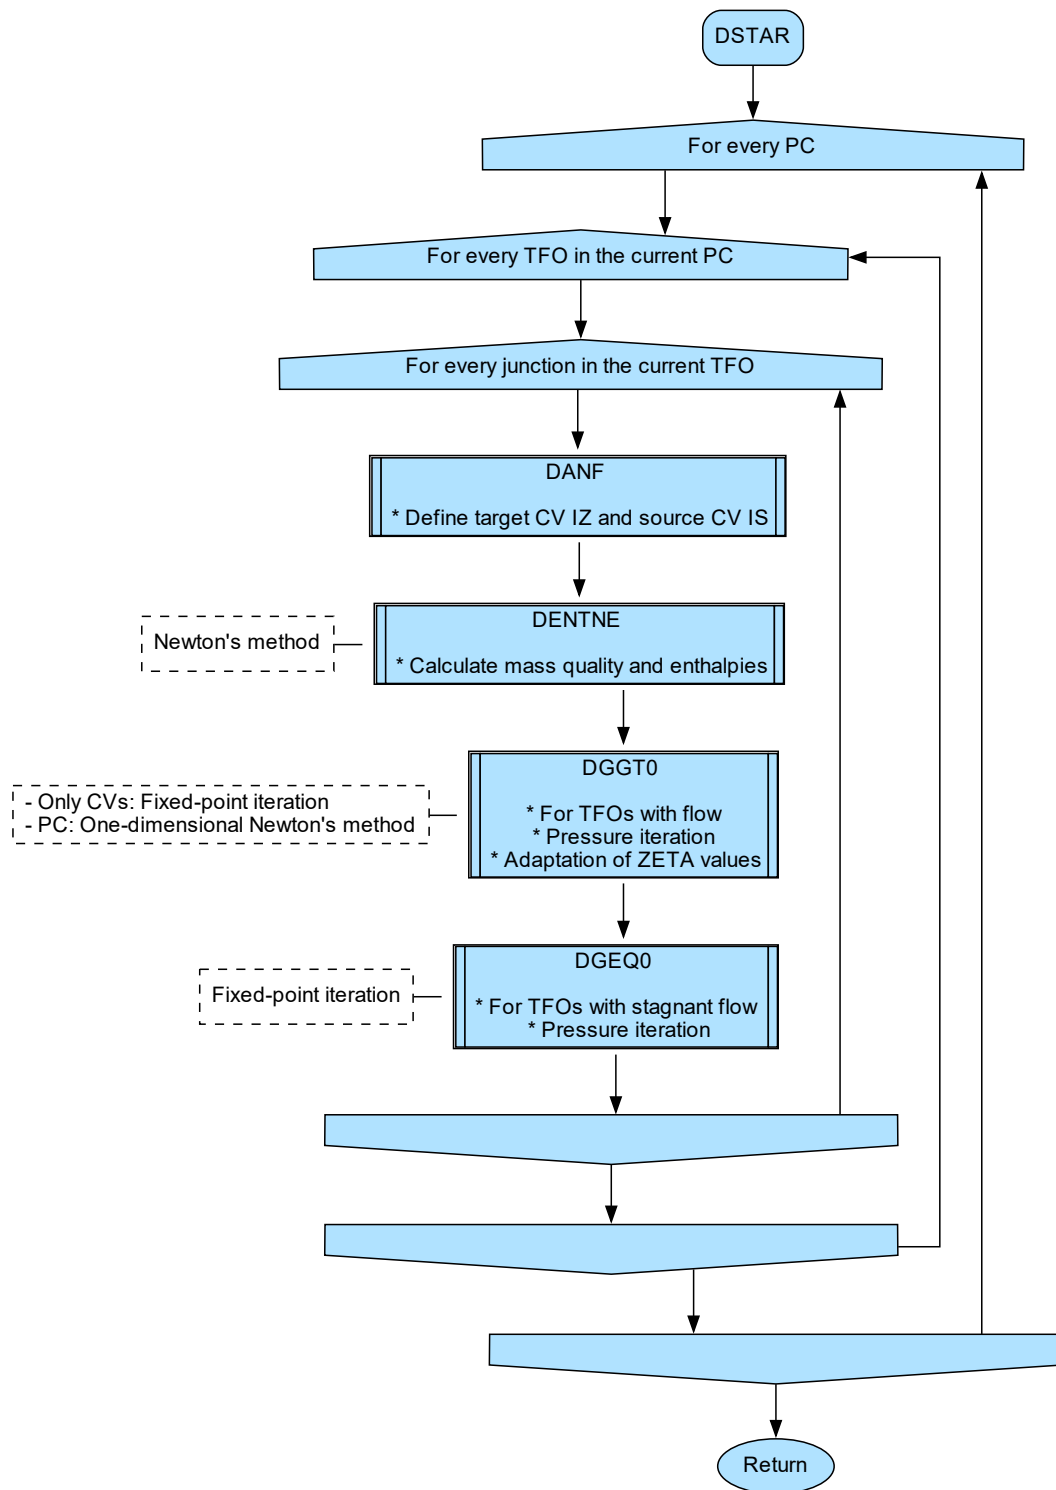 DSTAR
For every PC
For every TFO in the current PC
For every junction in the current TFO
DANF
* Define target CV IZ and source CV IS
Newton's method
DENTNE
* Calculate mass quality and enthalpies
- Only CVs: Fixed-point iteration
- PC: One-dimensional Newton's method
DGGT0
* For TFOs with flow
* Pressure iteration
* Adaptation of ZETA values
Fixed-point iteration
DGEQ0
* For TFOs with stagnant flow
* Pressure iteration
Return